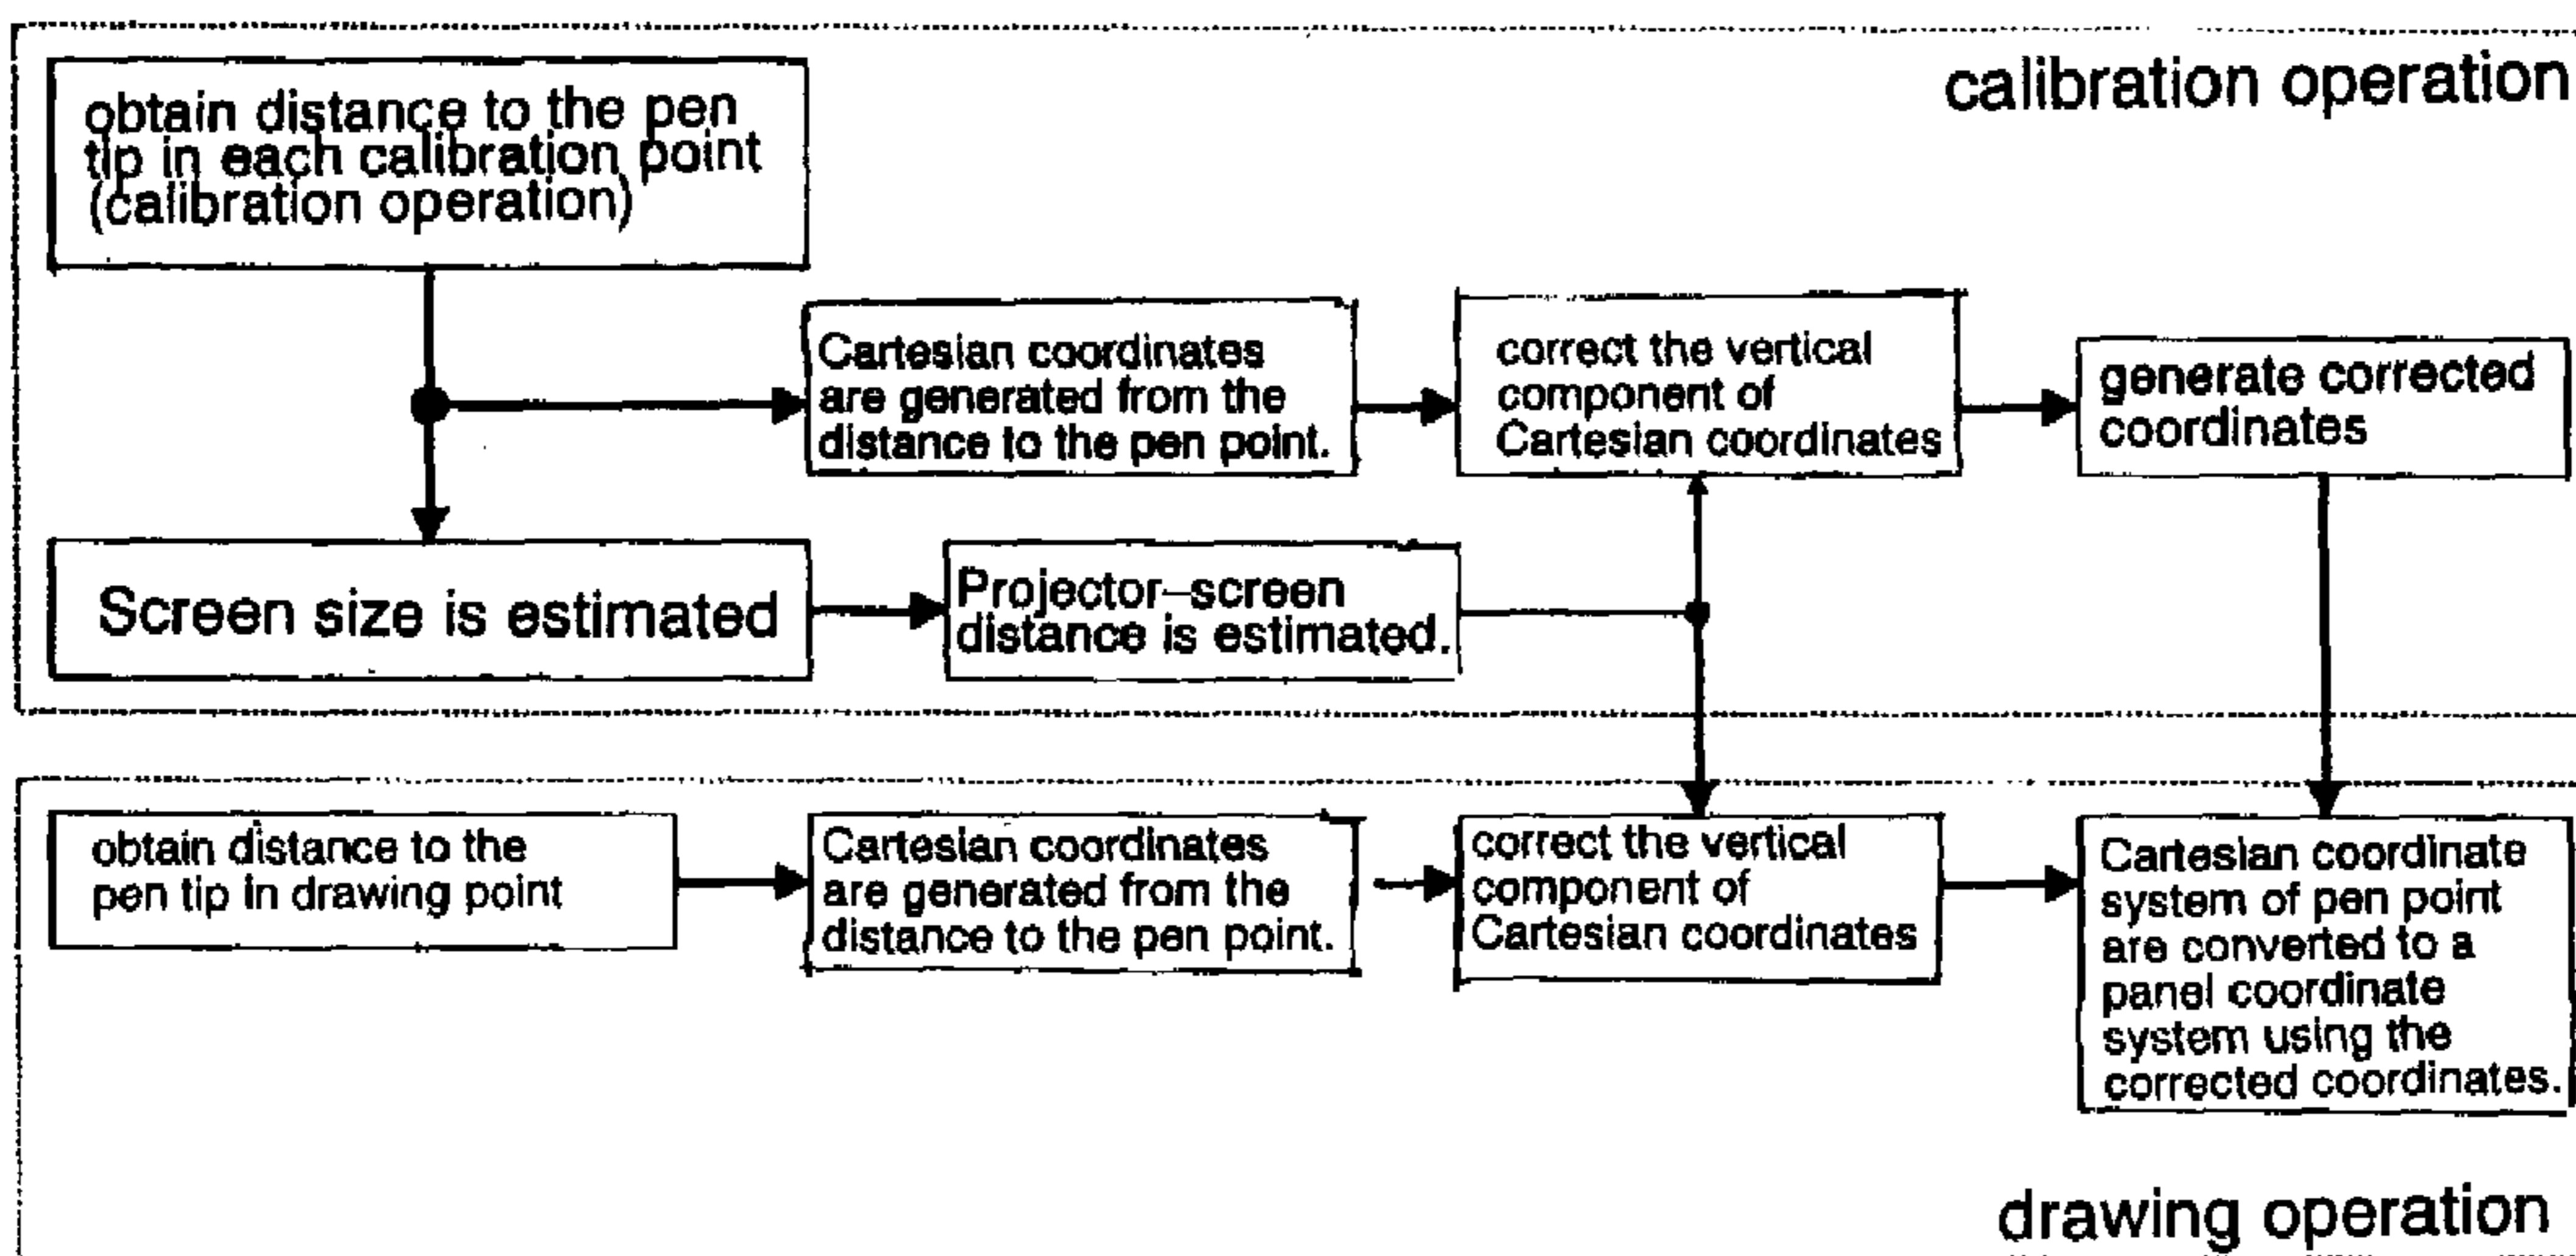 calibration operation
obtain distance to the pen
tip in each calibration point
(calibration operation)
Cartesian coordinates
are generated from the
distance to the pen point.
correct the vertical
component of
Cartesian coordinates
generate corrected
coordinates
Screen size is estimated
Projector–screen
distance is estimated.
obtain distance to the
pen tip in drawing point
Cartesian coordinates
are generated from the
distance to the pen point.
correct the vertical
component of
Cartesian coordinates
Cartesian coordinate
system of pen point
are converted to a
panel coordinate
system using the
corrected coordinates.
drawing operation